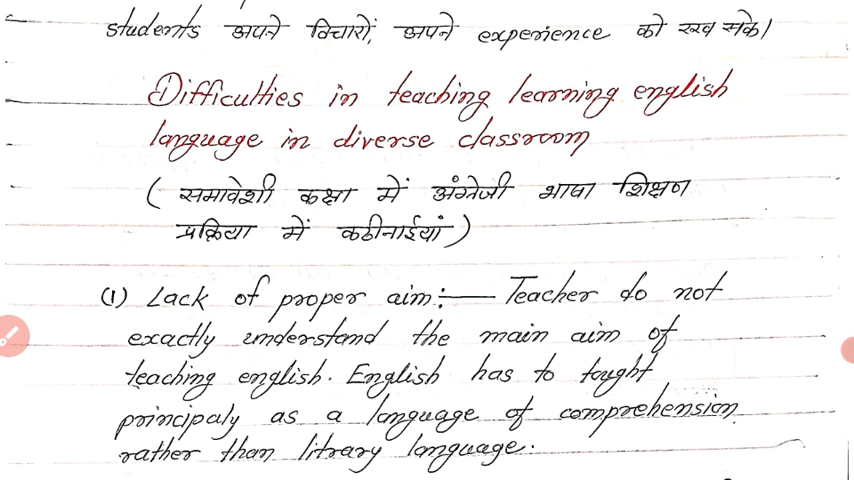 students अपने विचारों, अपने experience को रख सके।
Difficulties in teaching learning english
language in diverse classroom
( समावेशी कक्षा में अंग्रेजी भाषा शिक्षण
प्रक्रिया में कठीनाईयां )
(1) Lack of proper aim:— Teacher do not
exactly understand the main aim of
teaching english. English has to tought
principaly as a language of comprehension
rather than litrary language.